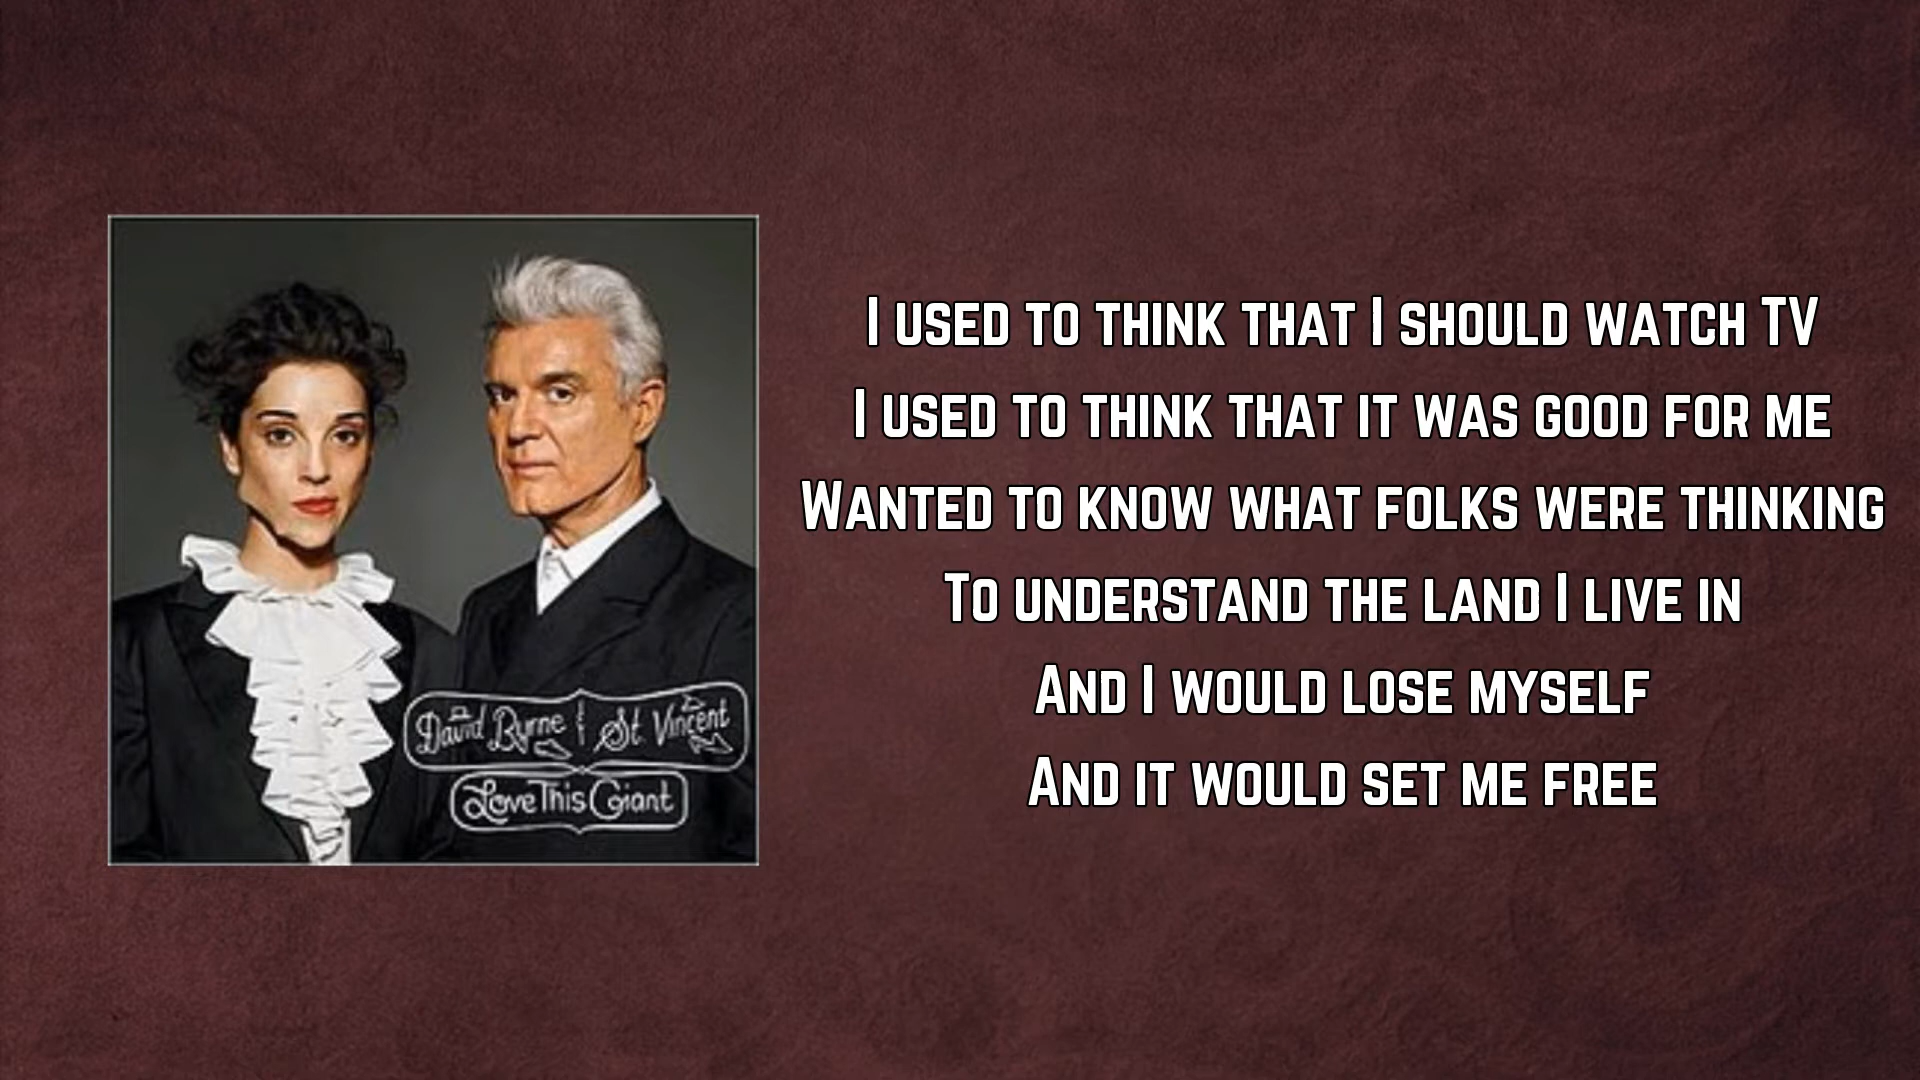 David Byrne & St. Vincent
Love This Giant
I used to think that I should watch TV
I used to think that it was good for me
Wanted to know what folks were thinking
To understand the land I live in
And I would lose myself
And it would set me free